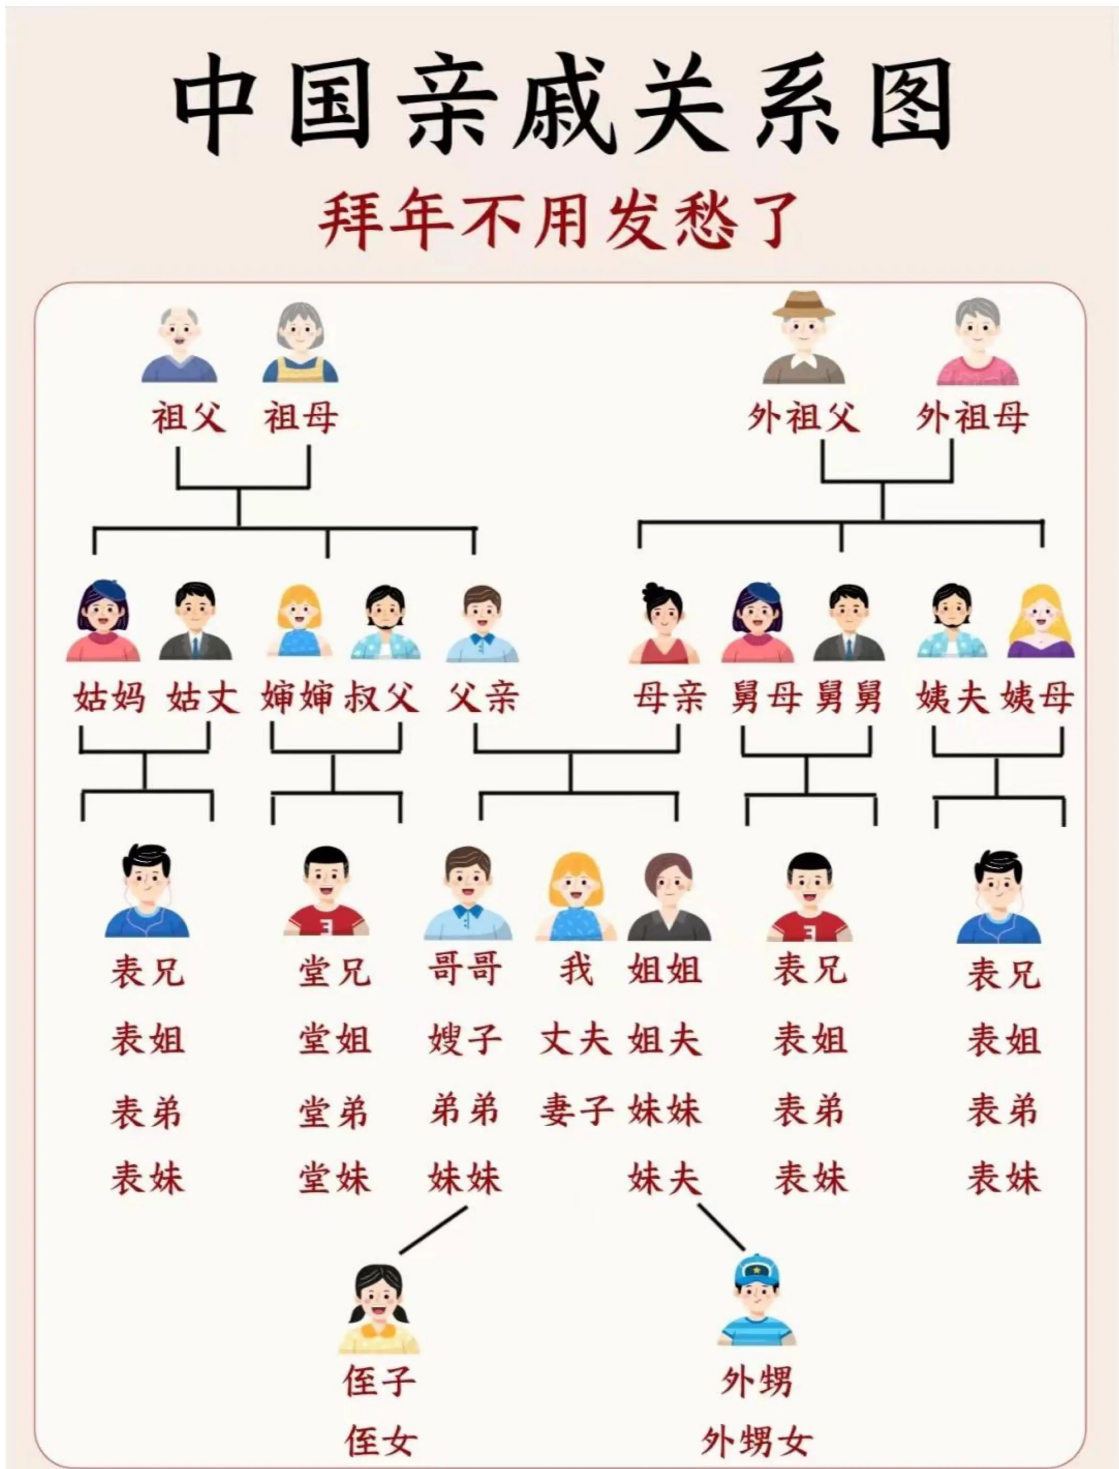 中国亲戚关系图
拜年不用发愁了
祖父 祖母 外祖父 外祖母
姑妈 姑丈 婶婶 叔父 父亲 母亲 舅母 舅舅 姨夫 姨母
表兄 堂兄 哥哥 我 姐姐 表兄 表兄
表姐 堂姐 嫂子 丈夫 姐夫 表姐 表姐
表弟 堂弟 弟弟 妻子 妹妹 表弟 表弟
表妹 堂妹 妹妹 妹夫 表妹 表妹
侄子 外甥
侄女 外甥女